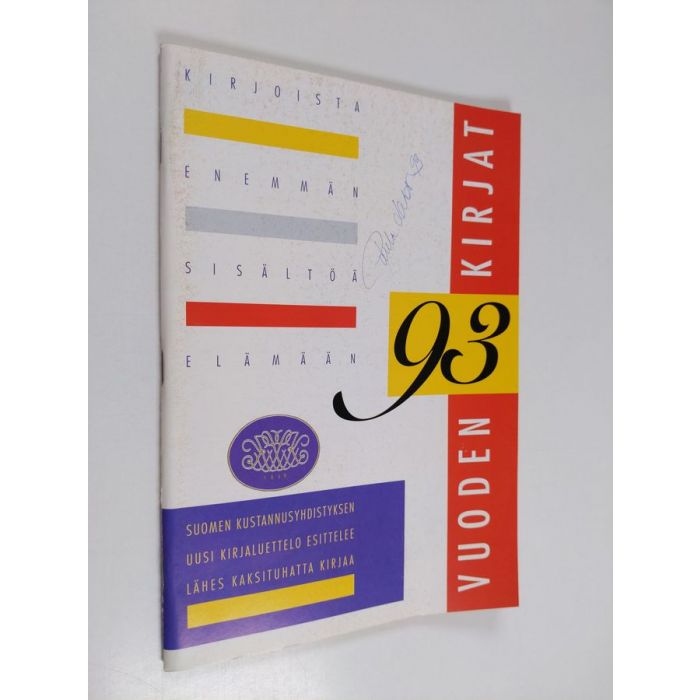 KIRJOISTA
ENEMMÄN
SISÄLTÖÄ
ELÄMÄÄN
VUODEN 93 KIRJAT
SUOMEN KUSTANNUSYHDISTYKSEN
UUSI KIRJALUETTELO ESITTELEE
LÄHES KAKSITUHATTA KIRJAA